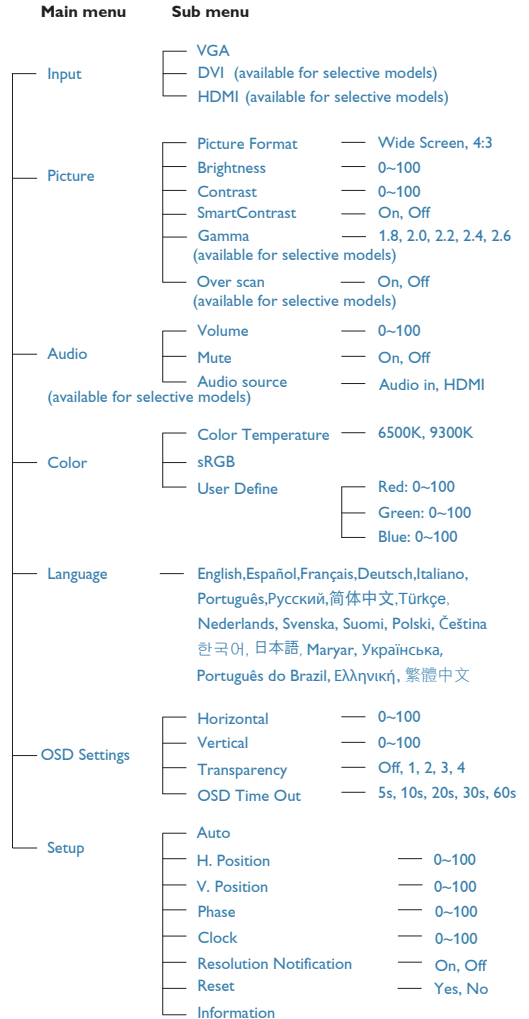 Main menu Sub menu
VGA
Input DVI (available for selective models)
HDMI (available for selective models)
Picture Format Wide Screen, 4:3
Picture Brightness 0~100
Contrast 0~100
SmartContrast On, Off
Gamma 1.8, 2.0, 2.2, 2.4, 2.6
(available for selective models)
Over scan On, Off
(available for selective models)
Volume 0~100
Audio Mute On, Off
Audio source Audio in, HDMI
(available for selective models)
Color Temperature 6500K, 9300K
Color sRGB
User Define Red: 0~100
Green: 0~100
Blue: 0~100
Language English,Español,Français,Deutsch,Italiano,
Português,Русский,简体中文,Türkçe,
Nederlands, Svenska, Suomi, Polski, Čeština
한국어, 日本語, Maryar, Українська,
Português do Brazil, Ελληνική, 繁體中文
Horizontal 0~100
OSD Settings Vertical 0~100
Transparency Off, 1, 2, 3, 4
OSD Time Out 5s, 10s, 20s, 30s, 60s
Setup Auto
H. Position 0~100
V. Position 0~100
Phase 0~100
Clock 0~100
Resolution Notification On, Off
Reset Yes, No
Information